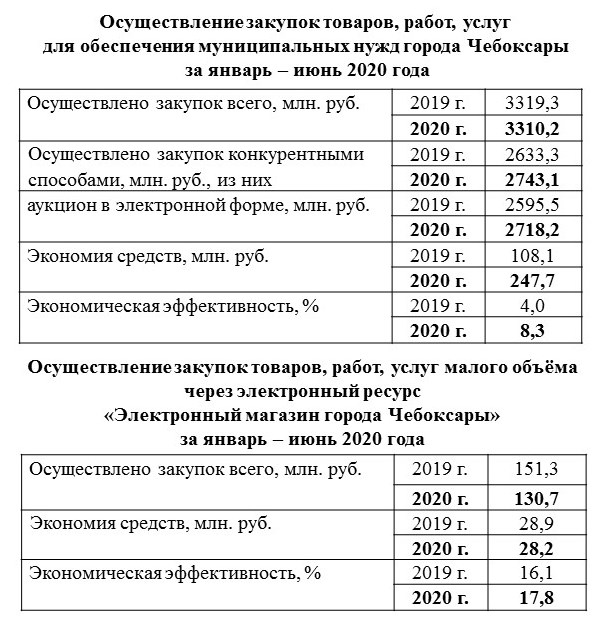 Осуществление закупок товаров, работ, услуг
для обеспечения муниципальных нужд города Чебоксары
за январь – июнь 2020 года
Осуществлено закупок всего, млн. руб. 2019 г. 3319,3
2020 г. 3310,2
Осуществлено закупок конкурентными 2019 г. 2633,3
способами, млн. руб., из них 2020 г. 2743,1
аукцион в электронной форме, млн. руб. 2019 г. 2595,5
2020 г. 2718,2
Экономия средств, млн. руб. 2019 г. 108,1
2020 г. 247,7
Экономическая эффективность, % 2019 г. 4,0
2020 г. 8,3
Осуществление закупок товаров, работ, услуг малого объёма
через электронный ресурс
«Электронный магазин города Чебоксары»
за январь – июнь 2020 года
Осуществлено закупок всего, млн. руб. 2019 г. 151,3
2020 г. 130,7
Экономия средств, млн. руб. 2019 г. 28,9
2020 г. 28,2
Экономическая эффективность, % 2019 г. 16,1
2020 г. 17,8